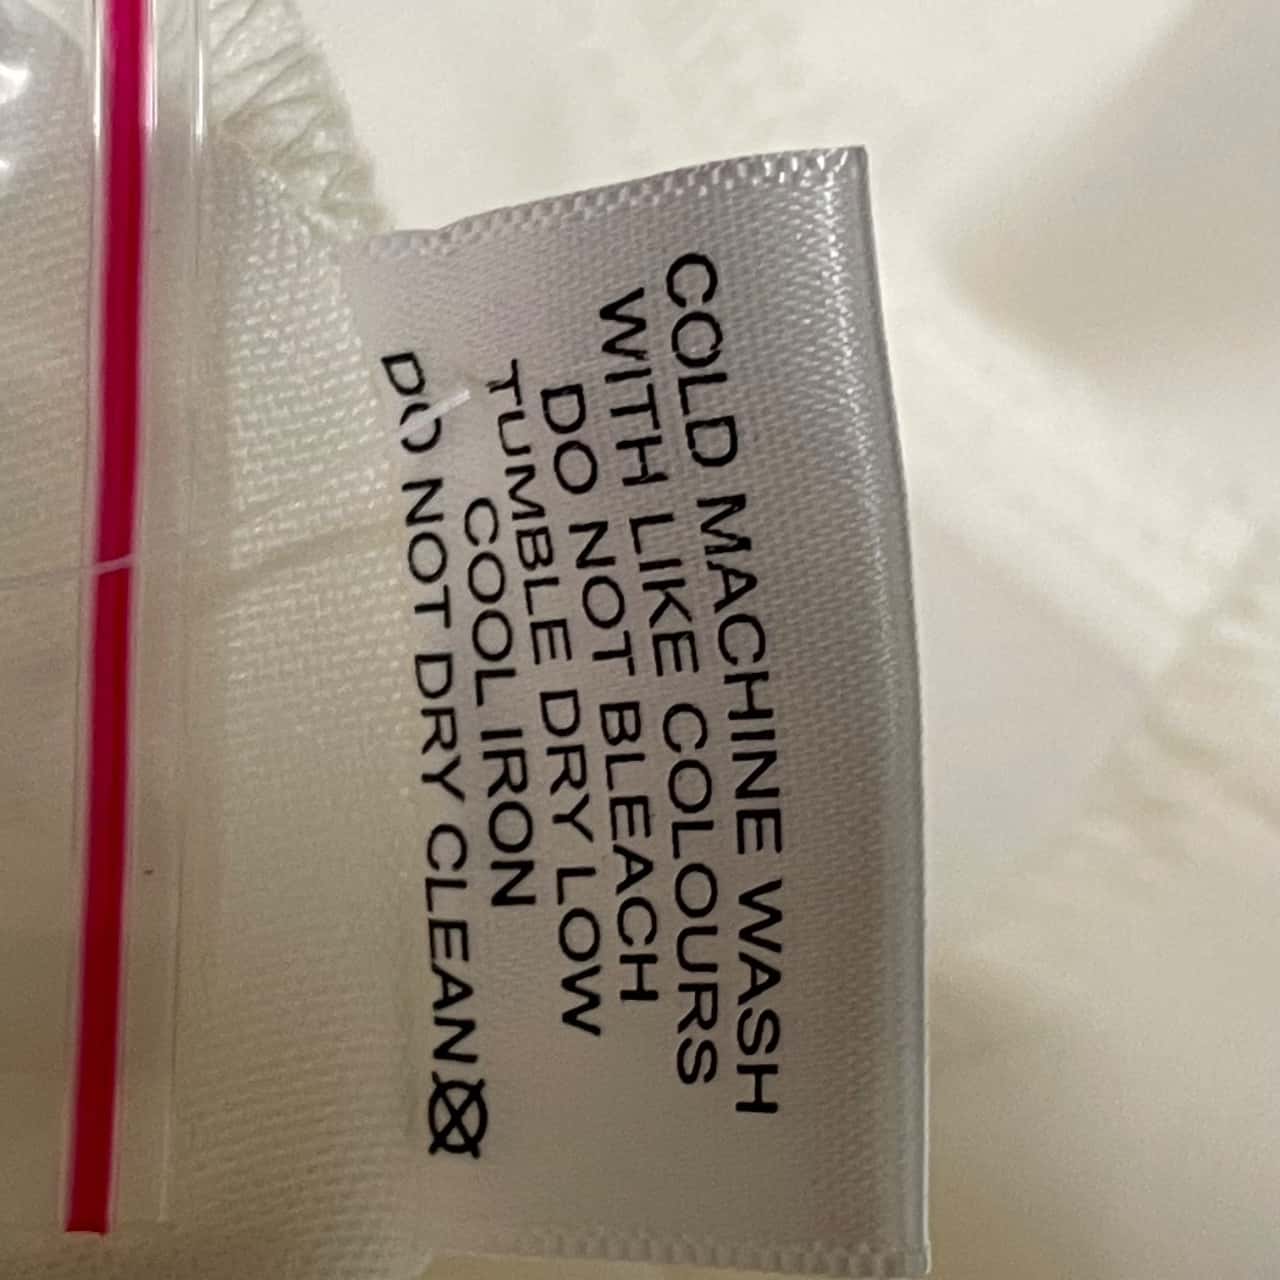 COLD MACHINE WASH
WITH LIKE COLOURS
DO NOT BLEACH
TUMBLE DRY LOW
COOL IRON
DO NOT DRY CLEAN